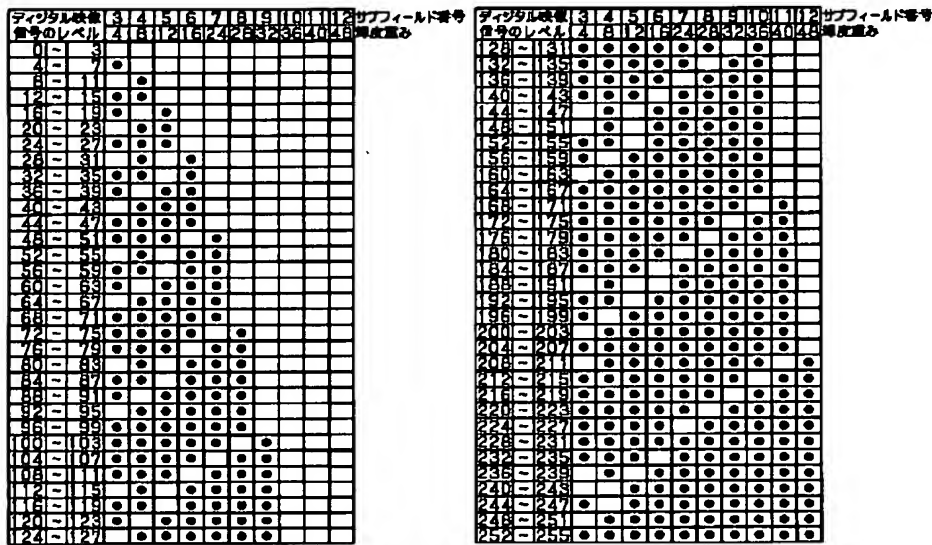 ディジタル映像 3 4 5 6 7 8 9 10 11 12 サブフィールド番号
信号のレベル 4 8 12 16 24 28 32 36 40 48 輝度重み
0 ~ 3
4 ~ 7
8 ~ 11
12 ~ 15
16 ~ 19
20 ~ 23
24 ~ 27
28 ~ 31
32 ~ 35
36 ~ 39
40 ~ 43
44 ~ 47
48 ~ 51
52 ~ 55
56 ~ 59
60 ~ 63
64 ~ 67
68 ~ 71
72 ~ 75
76 ~ 79
80 ~ 83
84 ~ 87
88 ~ 91
92 ~ 95
96 ~ 99
100 ~ 103
104 ~ 107
108 ~ 111
112 ~ 115
116 ~ 119
120 ~ 123
124 ~ 127
ディジタル映像 3 4 5 6 7 8 9 10 11 12 サブフィールド番号
信号のレベル 4 8 12 16 24 28 32 36 40 48 輝度重み
128 ~ 131
132 ~ 135
136 ~ 139
140 ~ 143
144 ~ 147
148 ~ 151
152 ~ 155
156 ~ 159
160 ~ 163
164 ~ 167
168 ~ 171
172 ~ 175
176 ~ 179
180 ~ 183
184 ~ 187
188 ~ 191
192 ~ 195
196 ~ 199
200 ~ 203
204 ~ 207
208 ~ 211
212 ~ 215
216 ~ 219
220 ~ 223
224 ~ 227
228 ~ 231
232 ~ 235
236 ~ 239
240 ~ 243
244 ~ 247
248 ~ 251
252 ~ 255